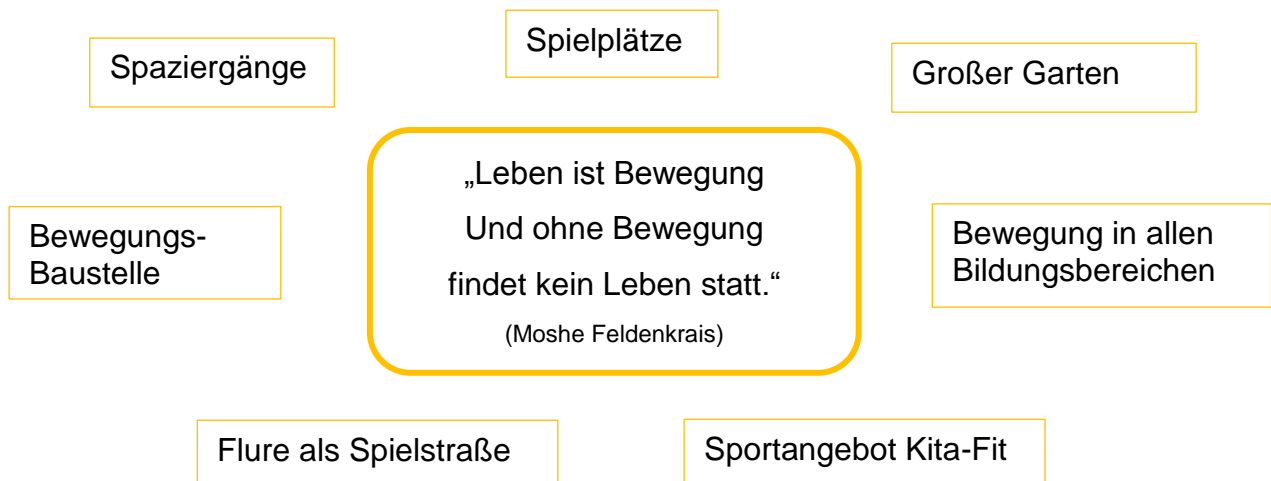 Spielplätze
Spaziergänge
Großer Garten
„Leben ist Bewegung
Und ohne Bewegung
findet kein Leben statt.“
(Moshe Feldenkrais)
Bewegungs-
Baustelle
Bewegung in allen
Bildungsbereichen
Flure als Spielstraße
Sportangebot Kita-Fit